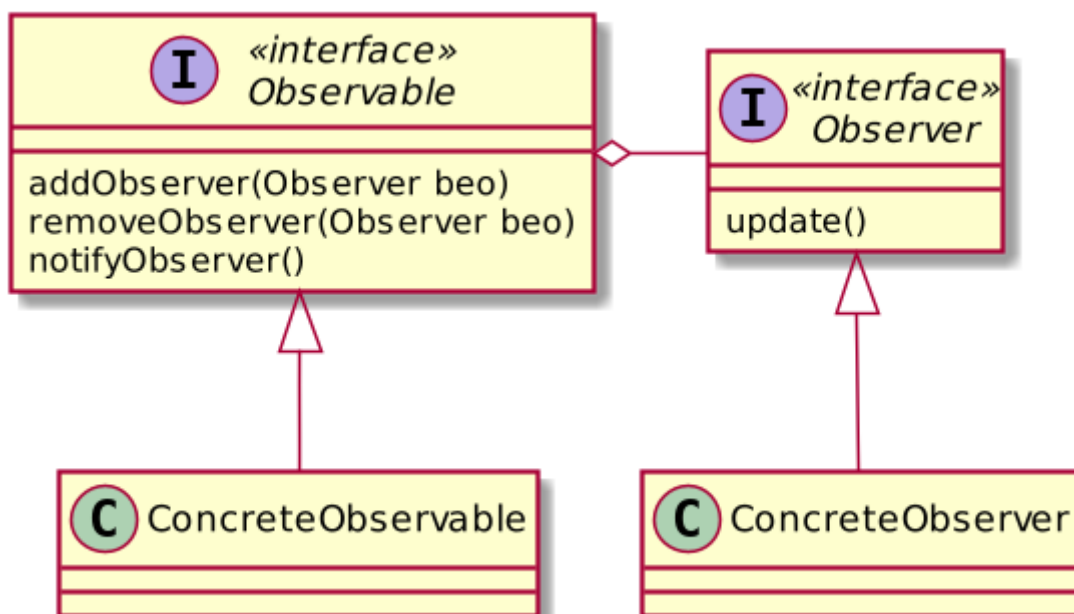 I
«interface»
Observable
addObserver(Observer beo)
removeObserver(Observer beo)
notifyObserver()
I
«interface»
Observer
update()
C ConcreteObservable
C ConcreteObserver